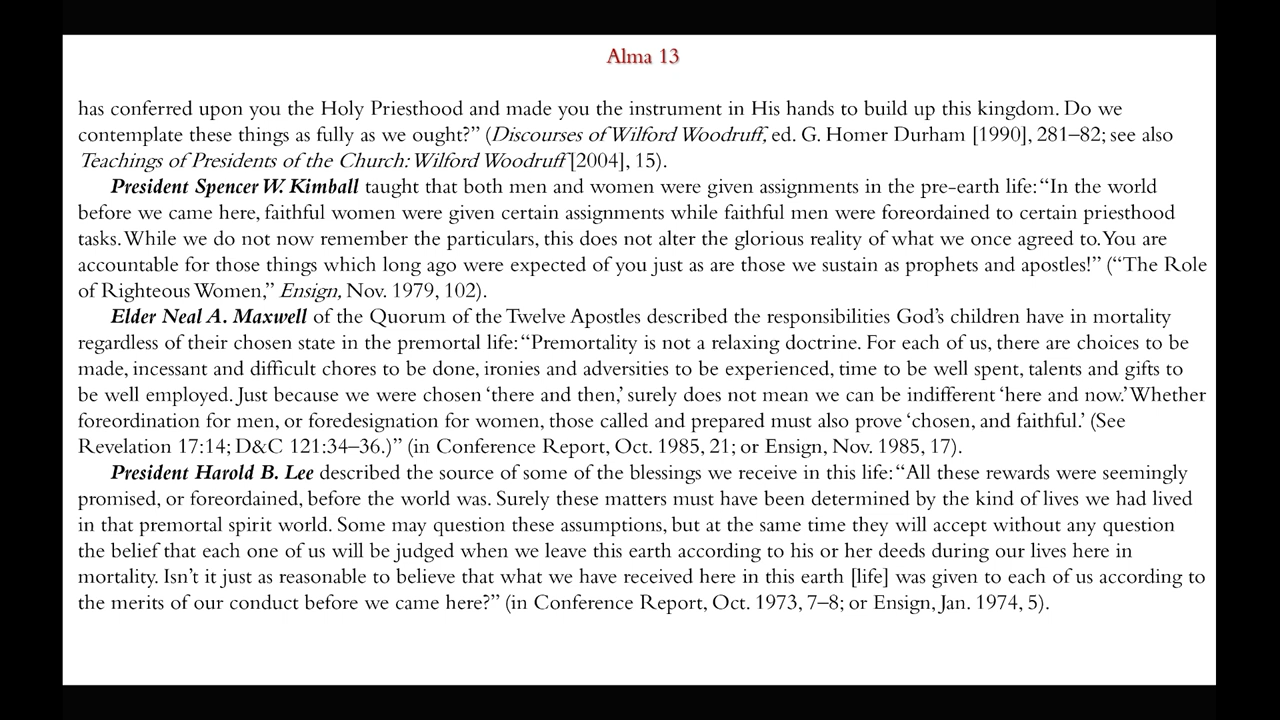 Alma 13
has conferred upon you the Holy Priesthood and made you the instrument in His hands to build up this kingdom. Do we
contemplate these things as fully as we ought?” (Discourses of Wilford Woodruff, ed. G. Homer Durham [1990], 281–82; see also
Teachings of Presidents of the Church: Wilford Woodruff [2004], 15).
President Spencer W. Kimball taught that both men and women were given assignments in the pre-earth life: “In the world
before we came here, faithful women were given certain assignments while faithful men were foreordained to certain priesthood
tasks. While we do not now remember the particulars, this does not alter the glorious reality of what we once agreed to. You are
accountable for those things which long ago were expected of you just as are those we sustain as prophets and apostles!” (“The Role
of Righteous Women,” Ensign, Nov. 1979, 102).
Elder Neal A. Maxwell of the Quorum of the Twelve Apostles described the responsibilities God’s children have in mortality
regardless of their chosen state in the premortal life: “Premortality is not a relaxing doctrine. For each of us, there are choices to be
made, incessant and difficult chores to be done, ironies and adversities to be experienced, time to be well spent, talents and gifts to
be well employed. Just because we were chosen ‘there and then,’ surely does not mean we can be indifferent ‘here and now.’ Whether
foreordination for men, or foredesignation for women, those called and prepared must also prove ‘chosen, and faithful.’ (See
Revelation 17:14; D&C 121:34–36.)” (in Conference Report, Oct. 1985, 21; or Ensign, Nov. 1985, 17).
President Harold B. Lee described the source of some of the blessings we receive in this life: “All these rewards were seemingly
promised, or foreordained, before the world was. Surely these matters must have been determined by the kind of lives we had lived
in that premortal spirit world. Some may question these assumptions, but at the same time they will accept without any question
the belief that each one of us will be judged when we leave this earth according to his or her deeds during our lives here in
mortality. Isn’t it just as reasonable to believe that what we have received here in this earth [life] was given to each of us according to
the merits of our conduct before we came here?” (in Conference Report, Oct. 1973, 7–8; or Ensign, Jan. 1974, 5).